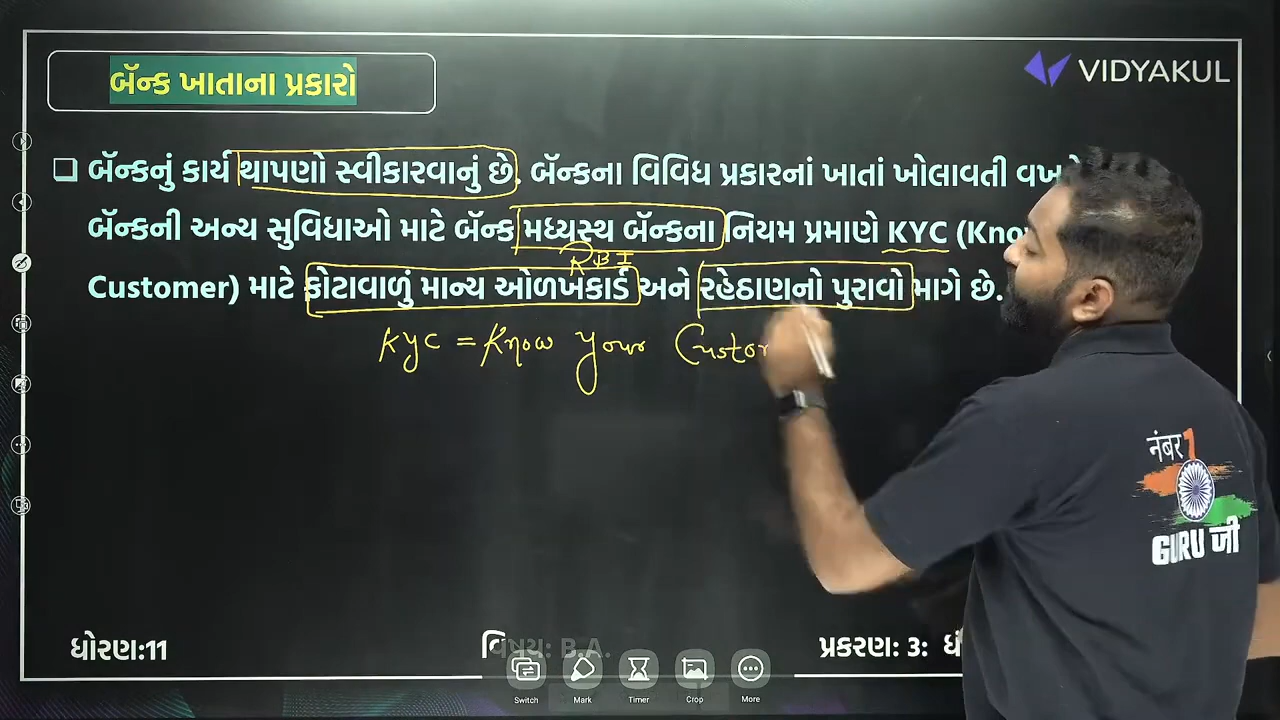 બૅન્ક ખાતાના પ્રકારો
VIDYAKUL
બૅન્કનું કાર્ય થાપણો સ્વીકારવાનું છે. બૅન્કના વિવિધ પ્રકારનાં ખાતાં ખોલાવતી
બૅન્કની અન્ય સુવિધાઓ માટે બૅન્ક મધ્યસ્થ બૅન્કના નિયમ પ્રમાણે KYC
RBI
Customer) માટે ફોટાવાળું માન્ય ઓળખકાર્ડ અને રહેઠાણનો પુરાવો માગે છે.
KYC = Know Your
नंबर 1
GURU जी
ધોરણ:11
વિષય: B.A.
પ્રકરણ: 3:
Switch
Mark
Timer
Crop
More